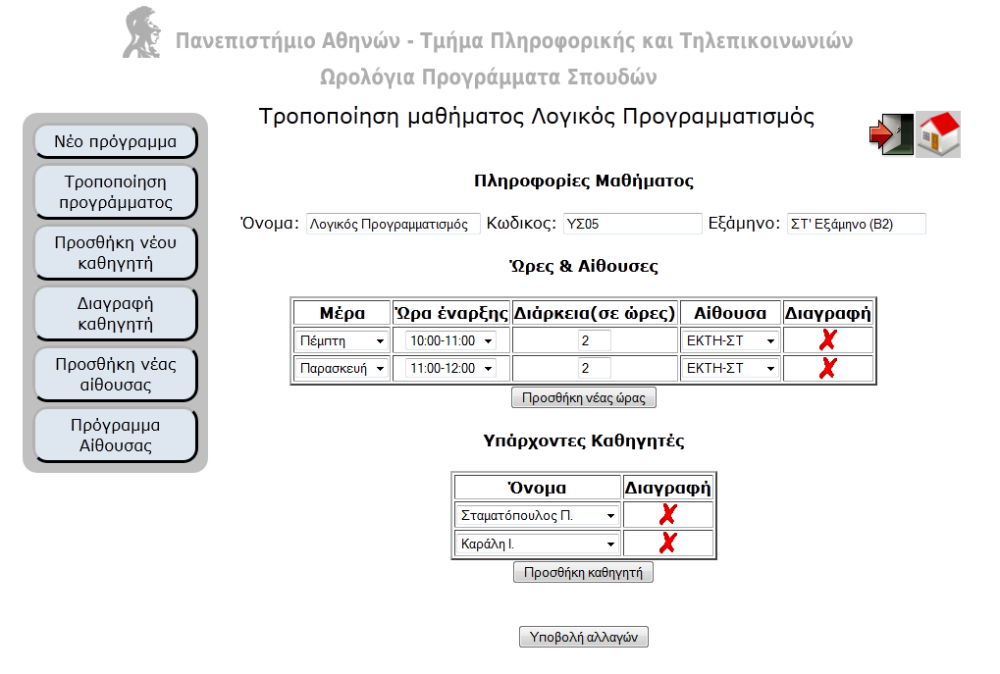 Πανεπιστήμιο Αθηνών - Τμήμα Πληροφορικής και Τηλεπικοινωνιών
Ωρολόγια Προγράμματα Σπουδών
Τροποποίηση μαθήματος Λογικός Προγραμματισμός
Νέο πρόγραμμα
Τροποποίηση
προγράμματος
Προσθήκη νέου
καθηγητή
Διαγραφή
καθηγητή
Προσθήκη νέας
αίθουσας
Πρόγραμμα
Αίθουσας
Πληροφορίες Μαθήματος
Όνομα: Λογικός Προγραμματισμός Κωδικος: ΥΣ05 Εξάμηνο: ΣΤ' Εξάμηνο (Β2)
Ώρες & Αίθουσες
Μέρα Ώρα έναρξης Διάρκεια(σε ώρες) Αίθουσα Διαγραφή
Πέμπτη 10:00-11:00 2 ΕΚΤΗ-ΣΤ
Παρασκευή 11:00-12:00 2 ΕΚΤΗ-ΣΤ
Προσθήκη νέας ώρας
Υπάρχοντες Καθηγητές
Όνομα Διαγραφή
Σταματόπουλος Π.
Καράλη Ι.
Προσθήκη καθηγητή
Υποβολή αλλαγών